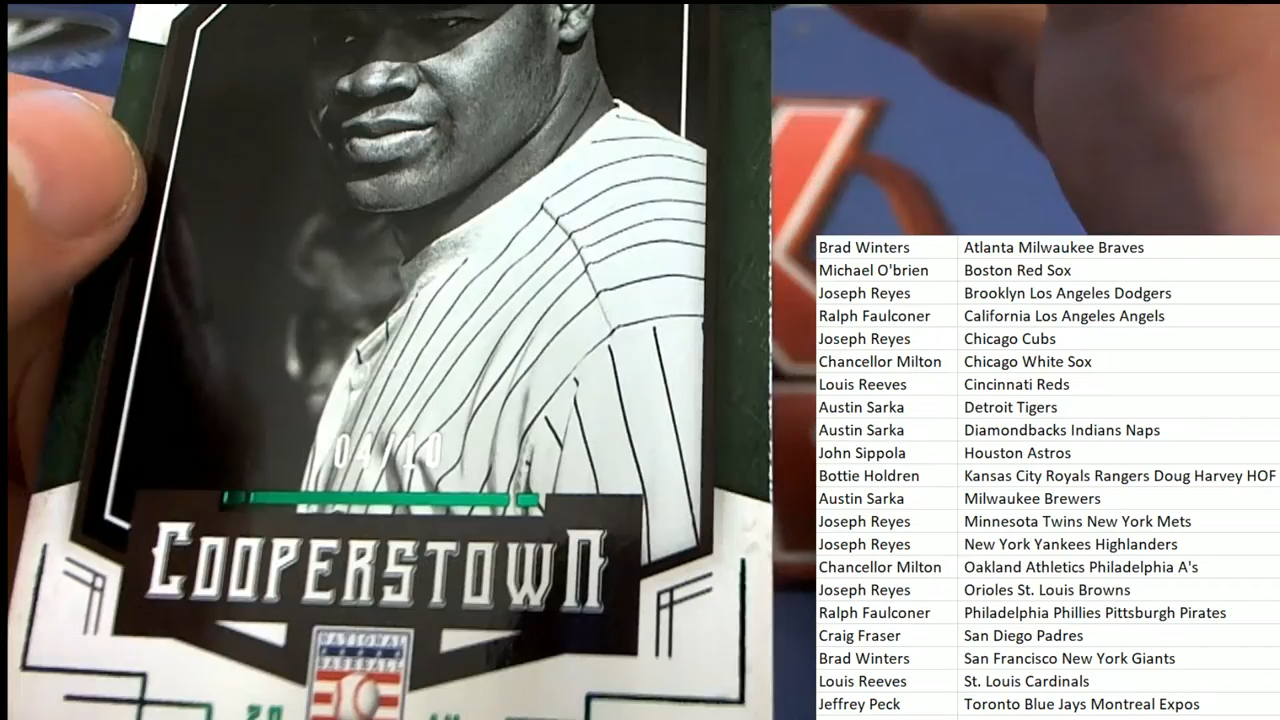 04/10
COOPERSTOWN
NATIONAL
BASEBALL
20 14
Brad Winters Atlanta Milwaukee Braves
Michael O'brien Boston Red Sox
Joseph Reyes Brooklyn Los Angeles Dodgers
Ralph Faulconer California Los Angeles Angels
Joseph Reyes Chicago Cubs
Chancellor Milton Chicago White Sox
Louis Reeves Cincinnati Reds
Austin Sarka Detroit Tigers
Austin Sarka Diamondbacks Indians Naps
John Sippola Houston Astros
Bottie Holdren Kansas City Royals Rangers Doug Harvey HOF
Austin Sarka Milwaukee Brewers
Joseph Reyes Minnesota Twins New York Mets
Joseph Reyes New York Yankees Highlanders
Chancellor Milton Oakland Athletics Philadelphia A's
Joseph Reyes Orioles St. Louis Browns
Ralph Faulconer Philadelphia Phillies Pittsburgh Pirates
Craig Fraser San Diego Padres
Brad Winters San Francisco New York Giants
Louis Reeves St. Louis Cardinals
Jeffrey Peck Toronto Blue Jays Montreal Expos